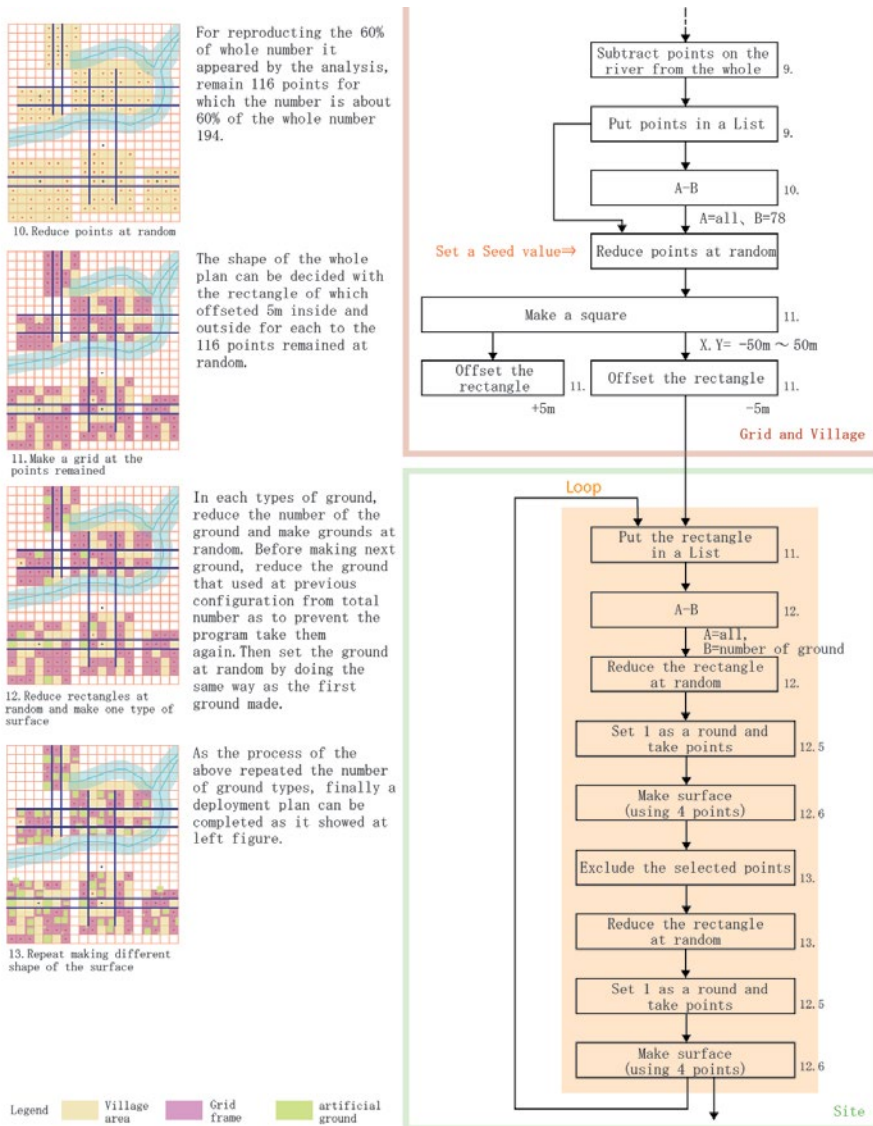 For reproducing the 60%
of whole number it
appeared by the analysis,
remain 116 points for
which the number is about
60% of the whole number
194.
10.Reduce points at random
The shape of the whole
plan can be decided with
the rectangle of which
offseted 5m inside and
outside for each to the
116 points remained at
random.
11.Make a grid at the
points remained
In each types of ground,
reduce the number of the
ground and make grounds at
random. Before making next
ground, reduce the ground
that used at previous
configuration from total
number as to prevent the
program take them
again.Then set the ground
at random by doing the
same way as the first
ground made.
12.Reduce rectangles at
random and make one type of
surface
As the process of the
above repeated the number
of ground types, finally a
deployment plan can be
completed as it showed at
left figure.
13.Repeat making different
shape of the surface
Legend
Village
area
Grid
frame
artificial
ground
Subtract points on the
river from the whole
9.
Put points in a List
9.
A-B
10.
A=all、B=78
Set a Seed value⇒
Reduce points at random
Make a square
11.
X.Y= -50m ～ 50m
Offset the
rectangle
11.
+5m
Offset the rectangle
11.
-5m
Grid and Village
Loop
Put the rectangle
in a List
11.
A-B
12.
A=all,
B=number of ground
Reduce the rectangle
at random
12.
Set 1 as a round and
take points
12.5
Make surface
(using 4 points)
12.6
Exclude the selected points
13.
Reduce the rectangle
at random
13.
Set 1 as a round and
take points
12.5
Make surface
(using 4 points)
12.6
Site